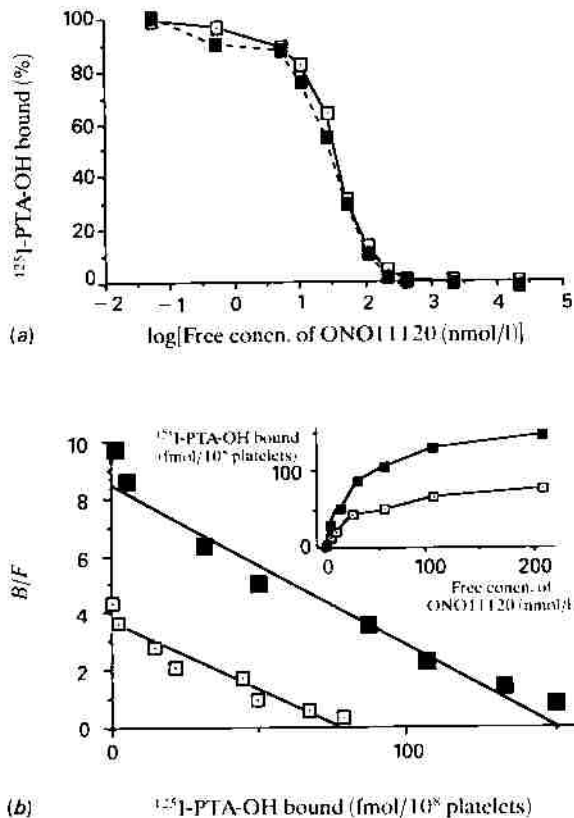 100
80
60
40
20
0
¹²⁵I-PTA-OH bound (%)
−2 −1 0 1 2 3 4 5
(a) log[Free concn. of ONO11120 (nmol/l)]
10
8
6
4
2
0
B/F
¹²⁵I-PTA-OH bound
(fmol/10⁸ platelets)
100
0
0 100 200
Free concn. of
ONO11120 (nmol/l
0 100
(b) ¹²⁵I-PTA-OH bound (fmol/10⁸ platelets)